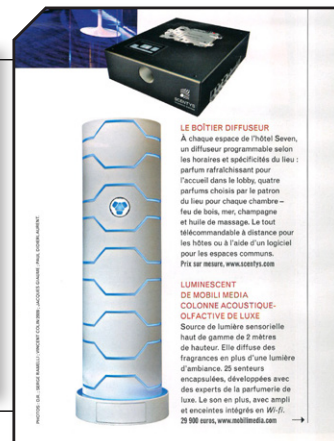 SCENTYS
LE BOÎTIER DIFFUSEUR
À chaque espace de l'hôtel Seven,
un diffuseur programmable selon
les horaires et spécificités du lieu :
parfum rafraîchissant pour
l'accueil dans le lobby, quatre
parfums choisis par le patron
du lieu pour chaque chambre –
feu de bois, mer, champagne
et huile de massage. Le tout
télécommandable à distance pour
les hôtes ou à l'aide d'un logiciel
pour les espaces communs.
Prix sur mesure, www.scentys.com
LUMINESCENT
DE MOBILI MEDIA
COLONNE ACOUSTIQUE-
OLFACTIVE DE LUXE
Source de lumière sensorielle
haut de gamme de 2 mètres
de hauteur. Elle diffuse des
fragrances en plus d'une lumière
d'ambiance. 25 senteurs
encapsulées, développées avec
des experts de la parfumerie de
luxe. Le son en plus, avec ampli
et enceintes intégrés en Wi-fi.
29 900 euros, www.mobilimedia.com